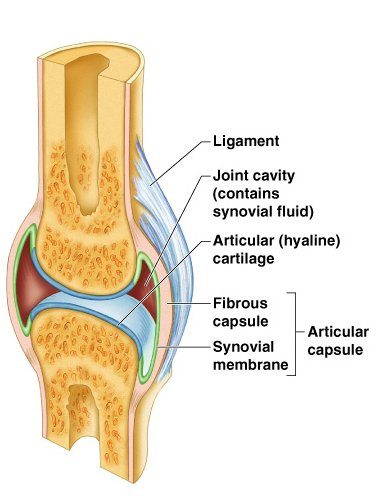 Ligament
Joint cavity
(contains
synovial fluid)
Articular (hyaline)
cartilage
Fibrous
capsule
Synovial
membrane
Articular
capsule